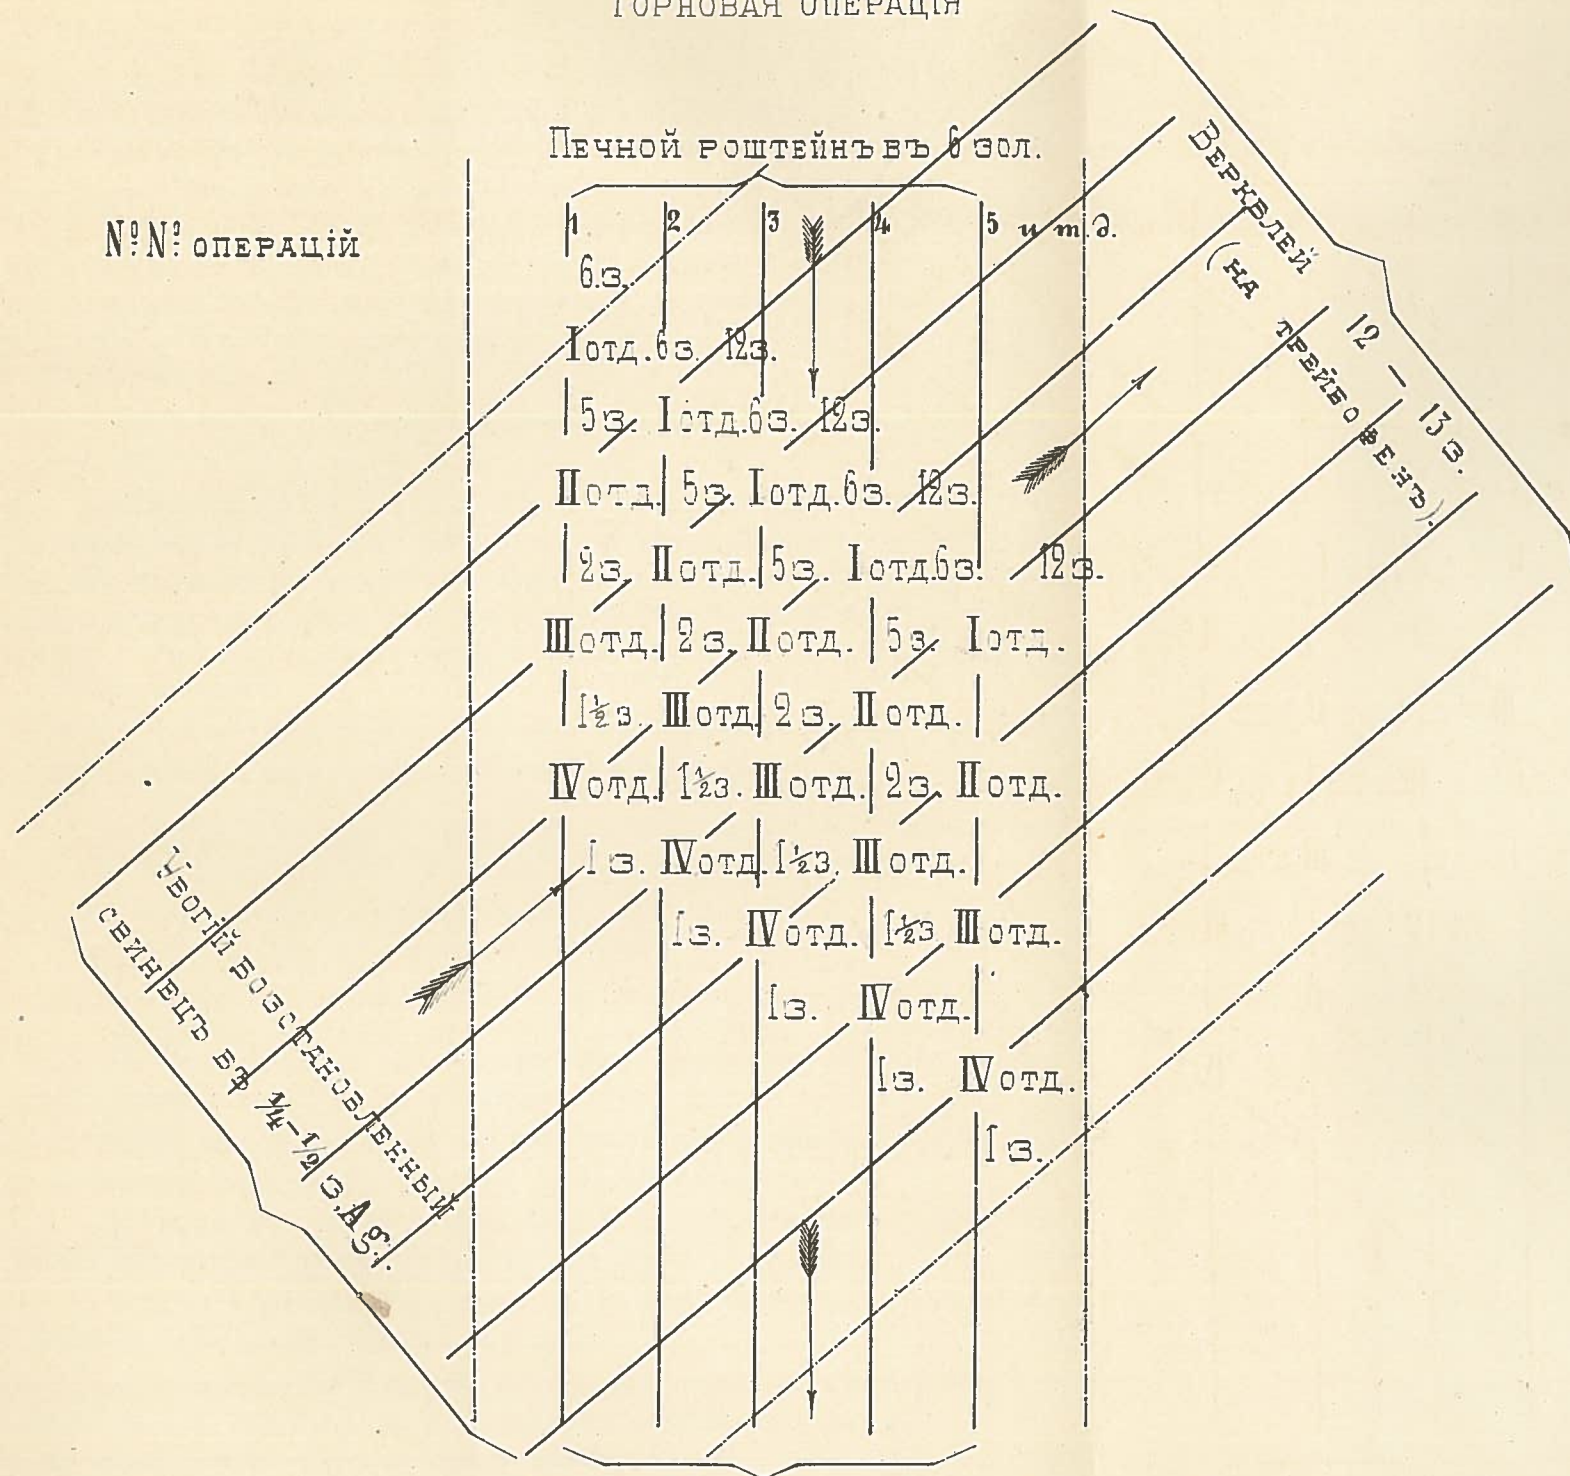 ГОРНОВАЯ ОПЕРАЦІЯ
Печной роштейнъ въ 6 зол.
№ № операцій
1 2 3 4 5 и т.д.
6.з.
I отд. 6 з. 12 з.
5 з. I отд. 6 з. 12 з.
II отд. 5 з. I отд. 6 з. 12 з.
2 з. II отд. 5 з. I отд. 6 з. 12 з.
III отд. 2 з. II отд. 5 з. I отд.
1½ з. III отд. 2 з. II отд.
IV отд. 1½ з. III отд. 2 з. II отд.
1 з. IV отд. 1½ з. III отд.
1 з. IV отд. 1½ з. III отд.
1 з. IV отд.
1 з. IV отд.
1 з.
Верквлей 12 — 13 з.
(на трейбофенъ).
Убогій возстановленный
свинецъ въ ¼ – ½ з. Ag.